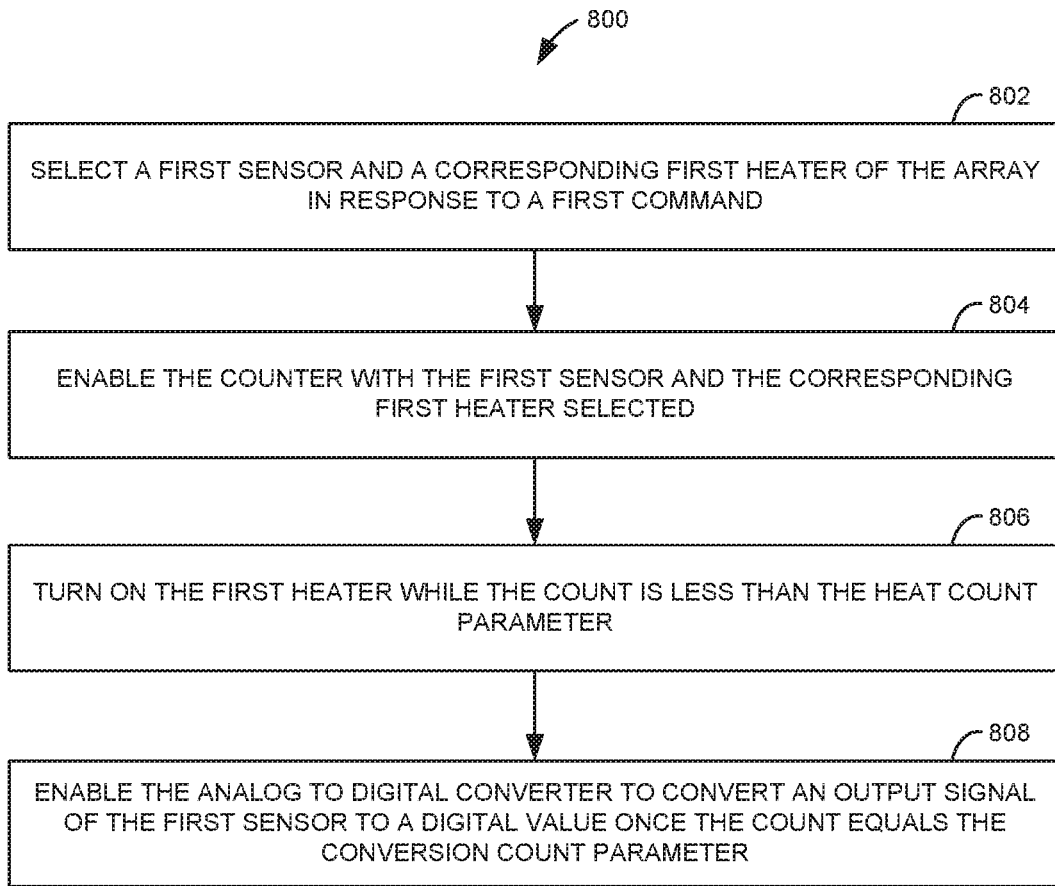 800
802
SELECT A FIRST SENSOR AND A CORRESPONDING FIRST HEATER OF THE ARRAY
IN RESPONSE TO A FIRST COMMAND
804
ENABLE THE COUNTER WITH THE FIRST SENSOR AND THE CORRESPONDING
FIRST HEATER SELECTED
806
TURN ON THE FIRST HEATER WHILE THE COUNT IS LESS THAN THE HEAT COUNT
PARAMETER
808
ENABLE THE ANALOG TO DIGITAL CONVERTER TO CONVERT AN OUTPUT SIGNAL
OF THE FIRST SENSOR TO A DIGITAL VALUE ONCE THE COUNT EQUALS THE
CONVERSION COUNT PARAMETER